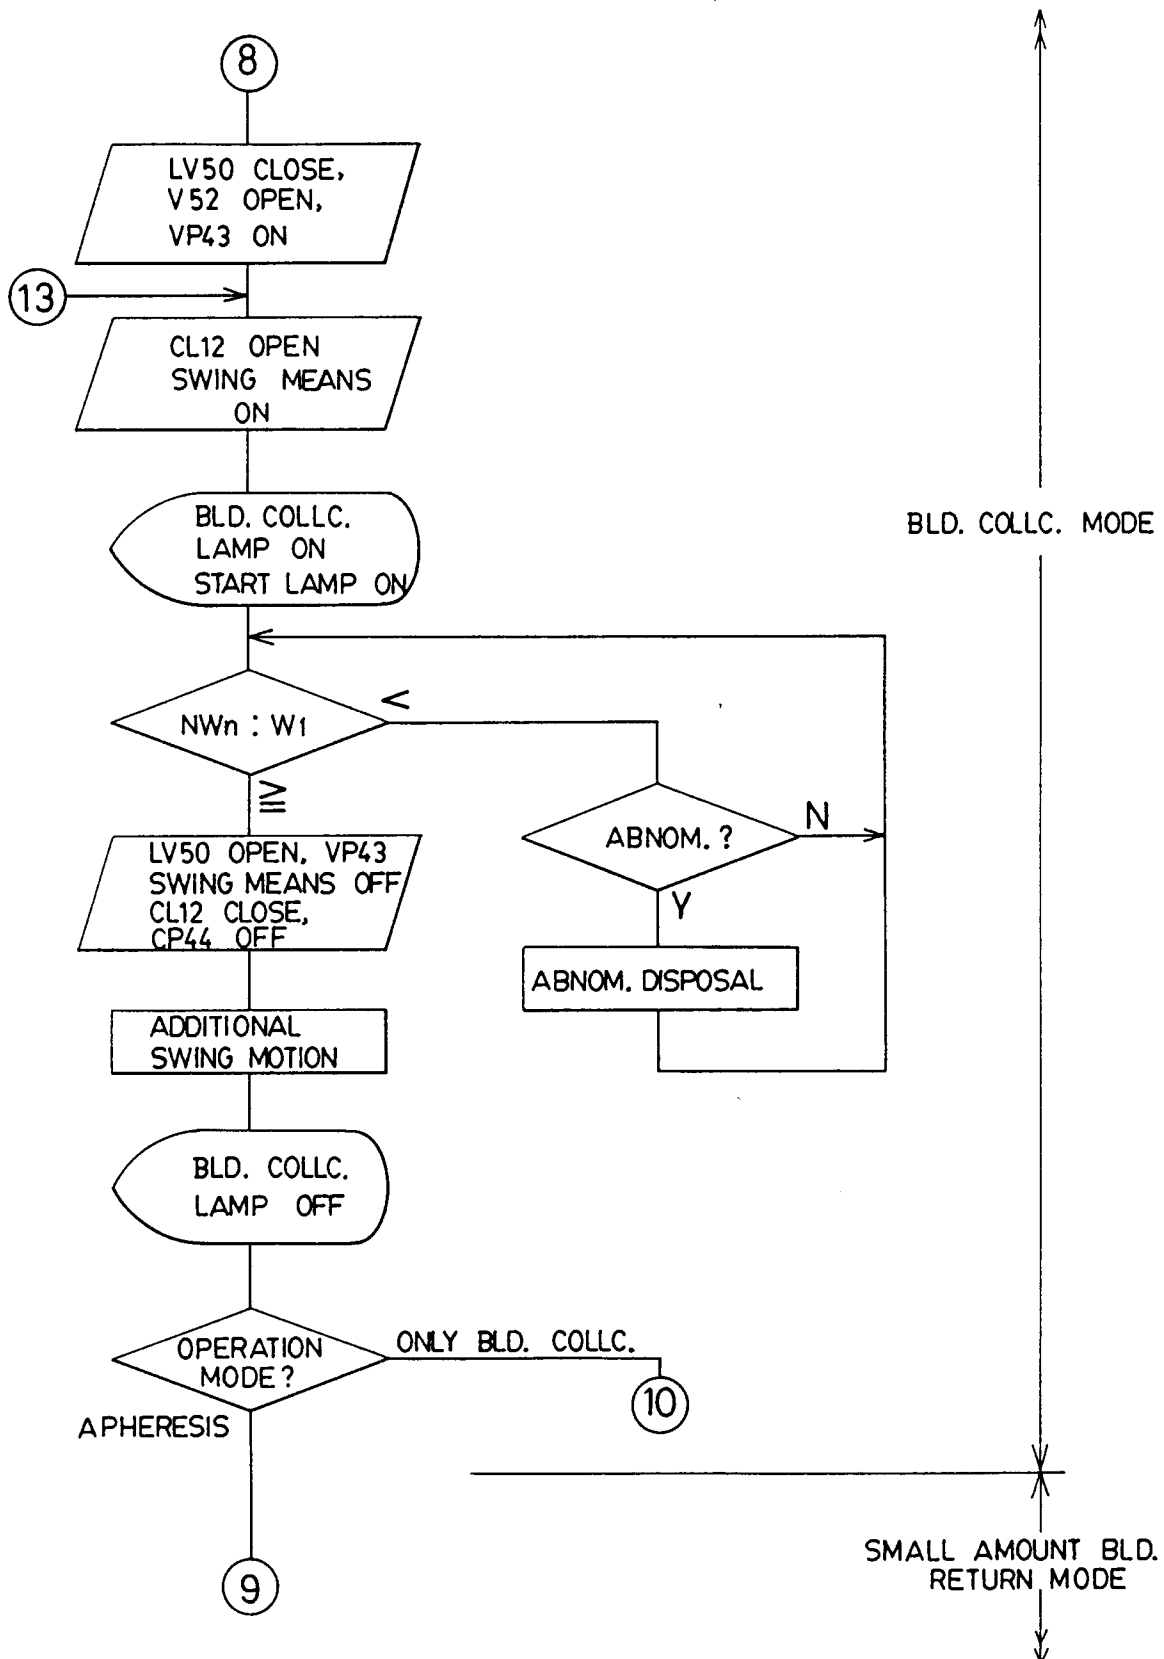 8
LV50 CLOSE,
V52 OPEN,
VP43 ON
13
CL12 OPEN
SWING MEANS
ON
BLD. COLLC.
LAMP ON
START LAMP ON
BLD. COLLC. MODE
<
NWn : W1
≧
ABNOM. ?
N
Y
LV50 OPEN, VP43
SWING MEANS OFF
CL12 CLOSE,
CP44 OFF
ABNOM. DISPOSAL
ADDITIONAL
SWING MOTION
BLD. COLLC.
LAMP OFF
OPERATION
MODE?
ONLY BLD. COLLC.
10
APHERESIS
9
SMALL AMOUNT BLD.
RETURN MODE